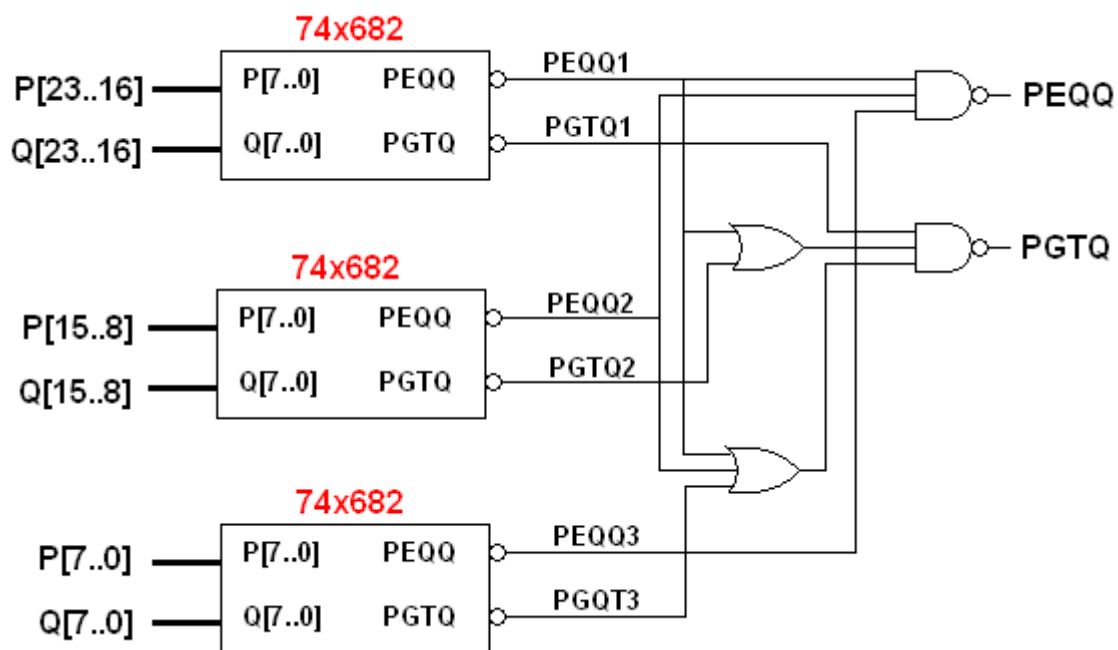 74x682
P[23..16]
Q[23..16]
P[7..0] PEQQ
Q[7..0] PGTQ
PEQQ1
PGTQ1
PEQQ
PGTQ
74x682
P[15..8]
Q[15..8]
P[7..0] PEQQ
Q[7..0] PGTQ
PEQQ2
PGTQ2
74x682
P[7..0]
Q[7..0]
P[7..0] PEQQ
Q[7..0] PGTQ
PEQQ3
PGQT3